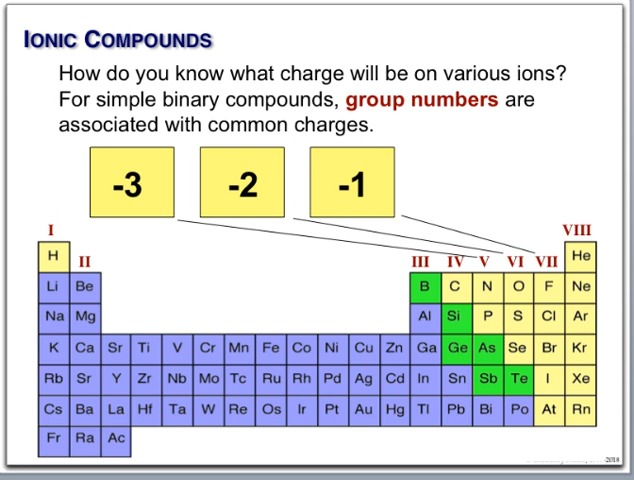 IONIC COMPOUNDS
How do you know what charge will be on various ions?
For simple binary compounds, group numbers are
associated with common charges.
-3 -2 -1
I VIII
H He
II III IV V VI VII
Li Be B C N O F Ne
Na Mg Al Si P S Cl Ar
K Ca Sr Ti V Cr Mn Fe Co Ni Cu Zn Ga Ge As Se Br Kr
Rb Sr Y Zr Nb Mo Tc Ru Rh Pd Ag Cd In Sn Sb Te I Xe
Cs Ba La Hf Ta W Re Os Ir Pt Au Hg Tl Pb Bi Po At Rn
Fr Ra Ac
2018